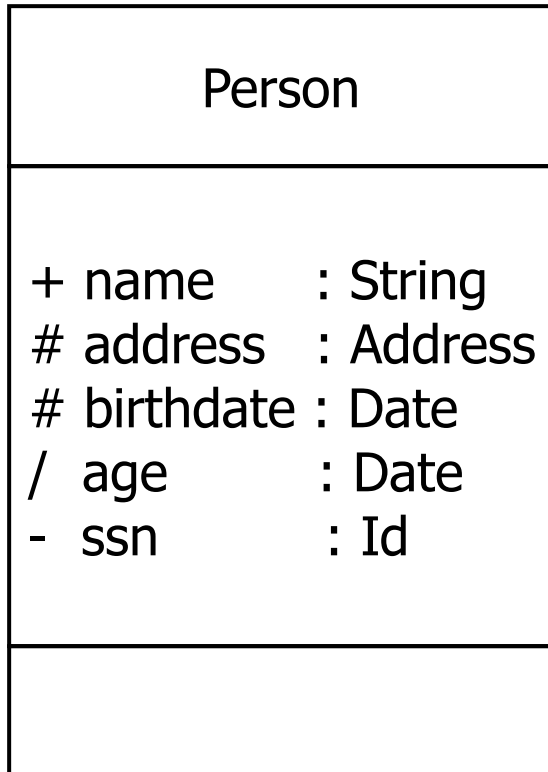 Person
+ name : String
# address : Address
# birthdate : Date
/ age : Date
- ssn : Id